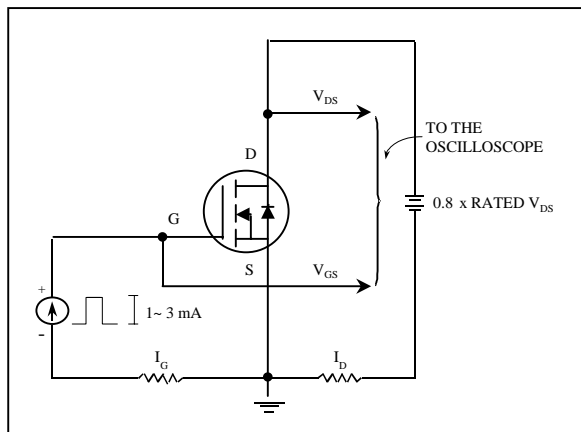 V_DS
TO THE
OSCILLOSCOPE
D
0.8 x RATED V_DS
G
S
V_GS
+
1~ 3 mA
-
I_G
I_D